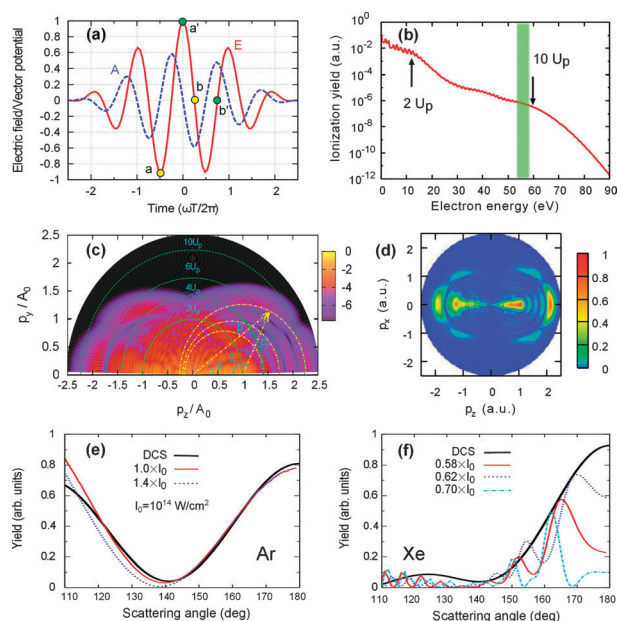 (a)
a'
A
E
b
b'
a
Electric field/Vector potential
1
0.8
0.6
0.4
0.2
0
-0.2
-0.4
-0.6
-0.8
-1
-2
-1
0
1
2
Time (ωT/2π)
(b)
2 Up
10 Up
Ionization yield (a.u.)
10⁰
10⁻²
10⁻⁴
10⁻⁶
10⁻⁸
10⁻¹⁰
10⁻¹²
0 10 20 30 40 50 60 70 80 90
Electron energy (eV)
(c)
10Up
6Up
4Up
2Up
py / A0
2.5
2
1.5
1
0.5
0
-2.5 -2 -1.5 -1 -0.5 0 0.5 1 1.5 2 2.5
pz / A0
0
-2
-4
-6
(d)
px (a.u.)
2
1
0
-1
-2
-2 -1 0 1 2
pz (a.u.)
1
0.8
0.6
0.4
0.2
0
(e)
DCS
1.0×I0
1.4×I0
I0=10¹⁴ W/cm²
Ar
Yield (arb. units)
1
0.8
0.6
0.4
0.2
0
110 120 130 140 150 160 170 180
Scattering angle (deg)
(f)
DCS
0.58×I0
0.62×I0
0.70×I0
Xe
Yield (arb. units)
1
0.8
0.6
0.4
0.2
0
110 120 130 140 150 160 170 180
Scattering angle (deg)